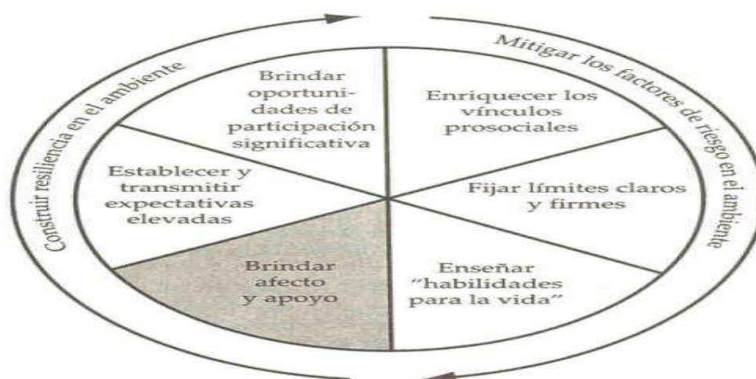 Construir resiliencia en el ambiente
Mitigar los factores de riesgo en el ambiente
Brindar
oportuni-
dades de
participación
significativa
Enriquecer los
vínculos
prosociales
Establecer y
transmitir
expectativas
elevadas
Fijar límites claros
y firmes
Brindar
afecto
y apoyo
Enseñar
"habilidades
para la vida"